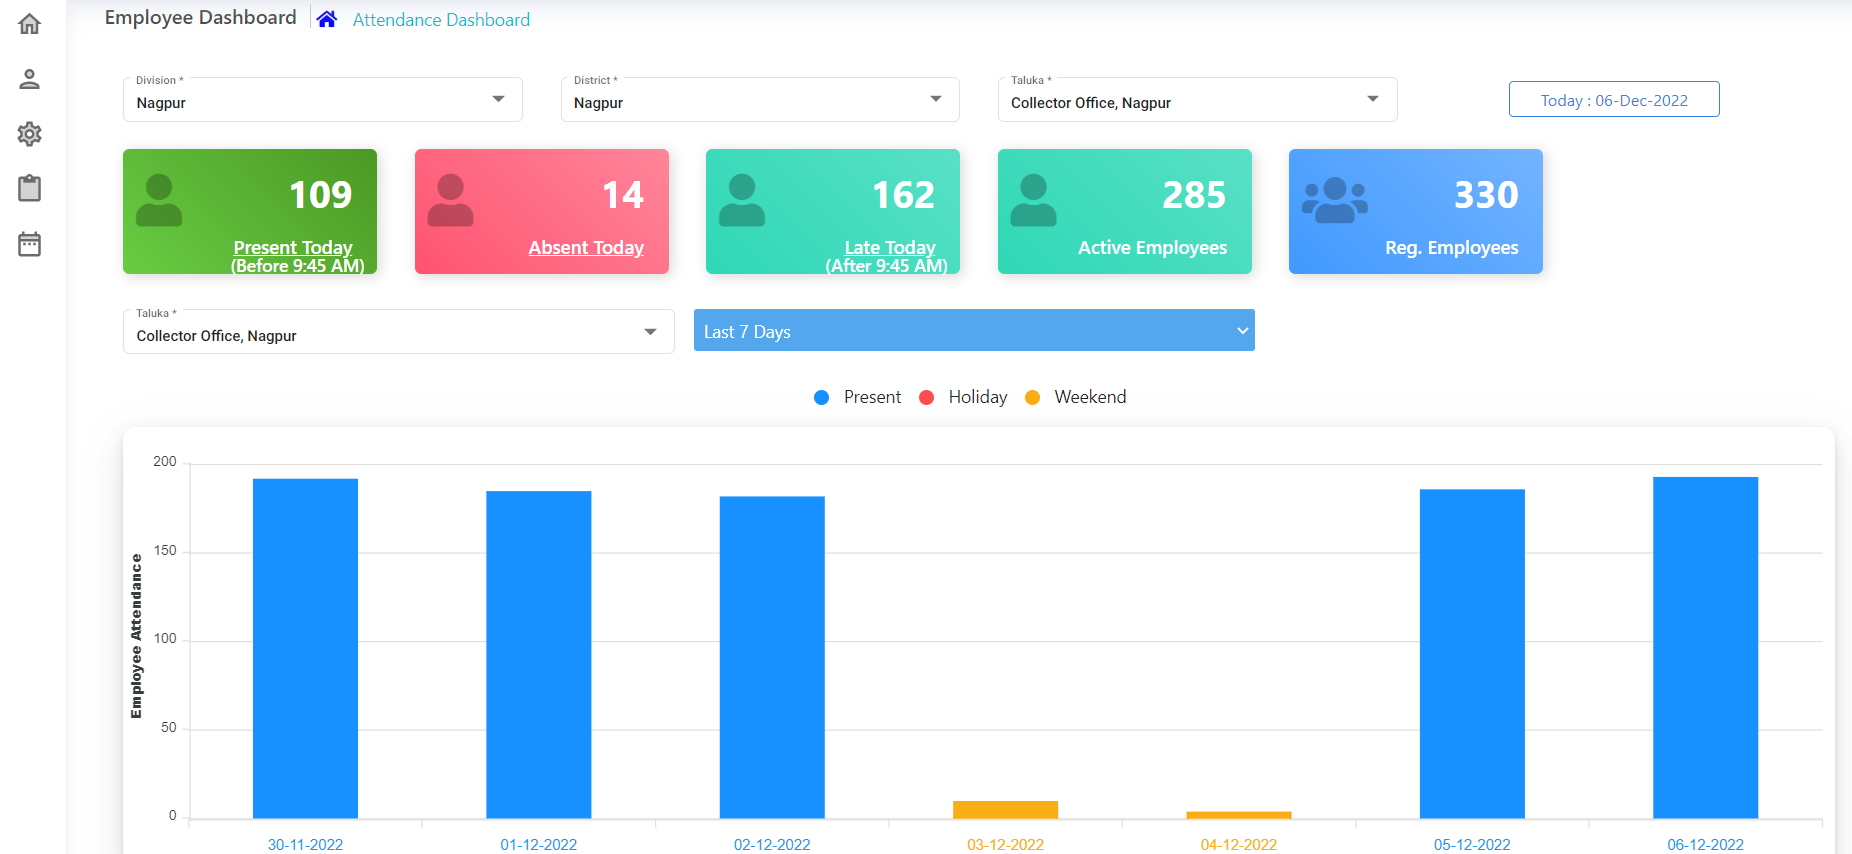 Employee Dashboard Attendance Dashboard
Division * District * Taluka *
Nagpur Nagpur Collector Office, Nagpur Today : 06-Dec-2022
109 14 162 285 330
Present Today Absent Today Late Today Active Employees Reg. Employees
(Before 9:45 AM) (After 9:45 AM)
Taluka *
Collector Office, Nagpur Last 7 Days
Present Holiday Weekend
200
150
100
50
0
Employee Attendance
30-11-2022 01-12-2022 02-12-2022 03-12-2022 04-12-2022 05-12-2022 06-12-2022